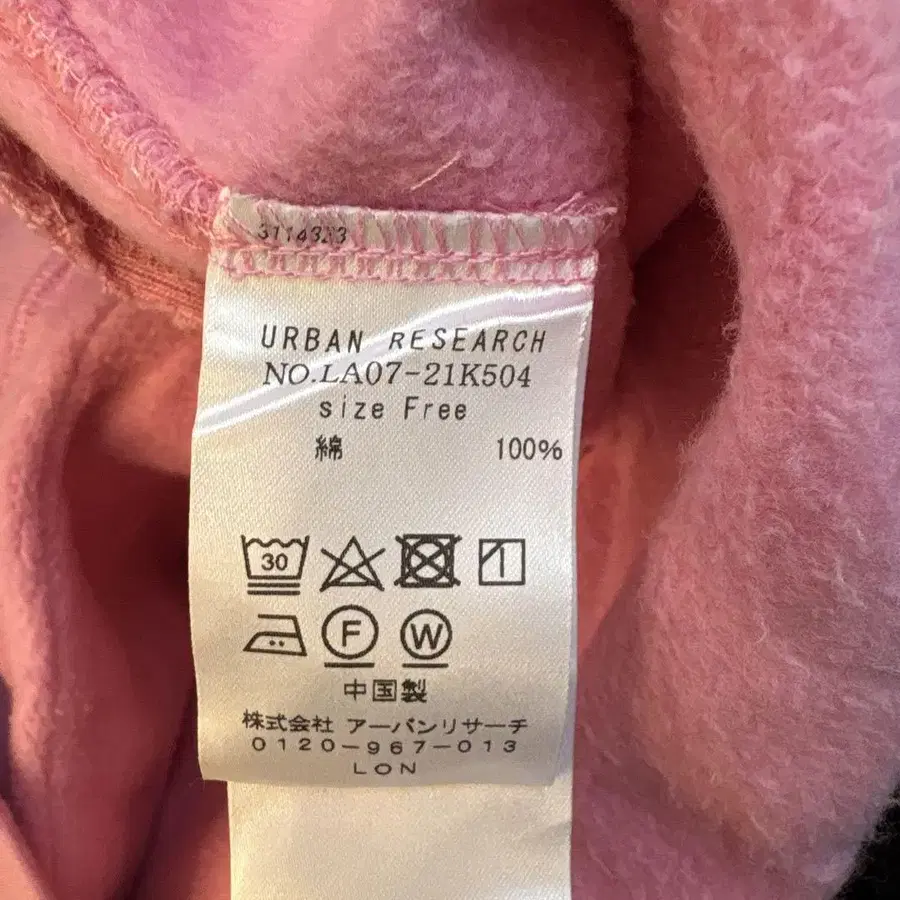 URBAN RESEARCH
NO.LA07-21K504
size Free
綿 100%
30
F W
中国製
株式会社 アーバンリサーチ
0120-967-013
LON